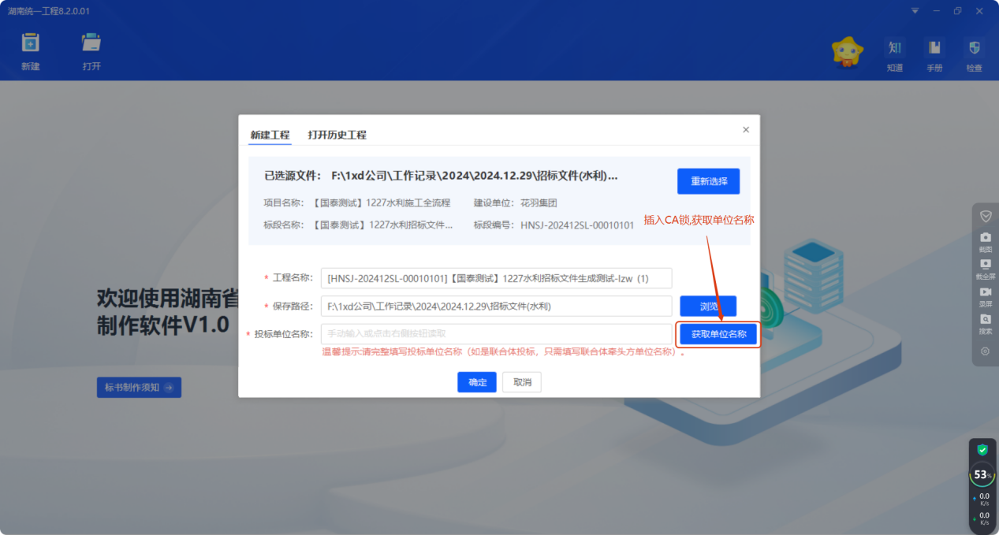 湖南统一工程8.2.0.01
新建
打开
知道
手册
检查
新建工程 打开历史工程
已选源文件: F:\1xd公司\工作记录\2024\2024.12.29\招标文件(水利)...
重新选择
项目名称: 【国泰测试】1227水利施工全流程 建设单位: 花羽集团
标段名称: 【国泰测试】1227水利招标文件... 标段编号: HNSJ-202412SL-00010101
插入CA锁,获取单位名称
* 工程名称: [HNSJ-202412SL-00010101]【国泰测试】1227水利招标文件生成测试-lzw (1)
* 保存路径: F:\1xd公司\工作记录\2024\2024.12.29\招标文件(水利)
浏览
* 投标单位名称: 手动输入或点击右侧按钮读取
获取单位名称
温馨提示:请完整填写投标单位名称（如是联合体投标，只需填写联合体牵头方单位名称）。
确定 取消
欢迎使用湖南省
制作软件V1.0
标书制作须知
截图
截全屏
录屏
搜索
53%
0.0
K/s
0.0
K/s